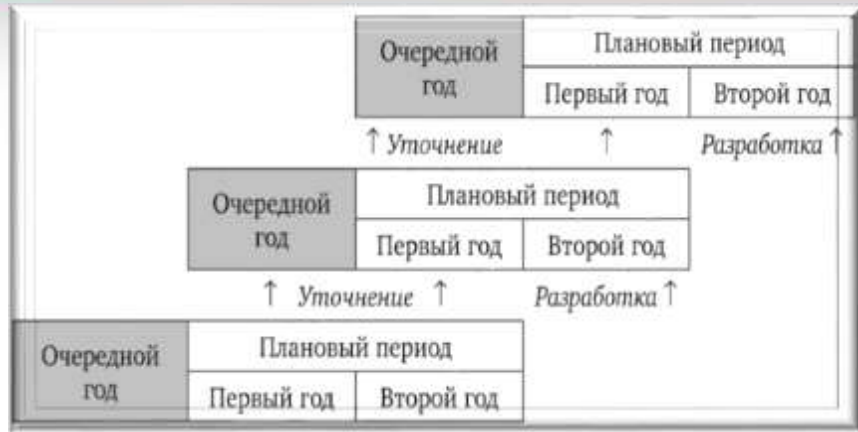 Очередной год
Плановый период
Первый год
Второй год
↑ Уточнение ↑ Разработка ↑
Очередной год
Плановый период
Первый год
Второй год
↑ Уточнение ↑ Разработка ↑
Очередной год
Плановый период
Первый год
Второй год